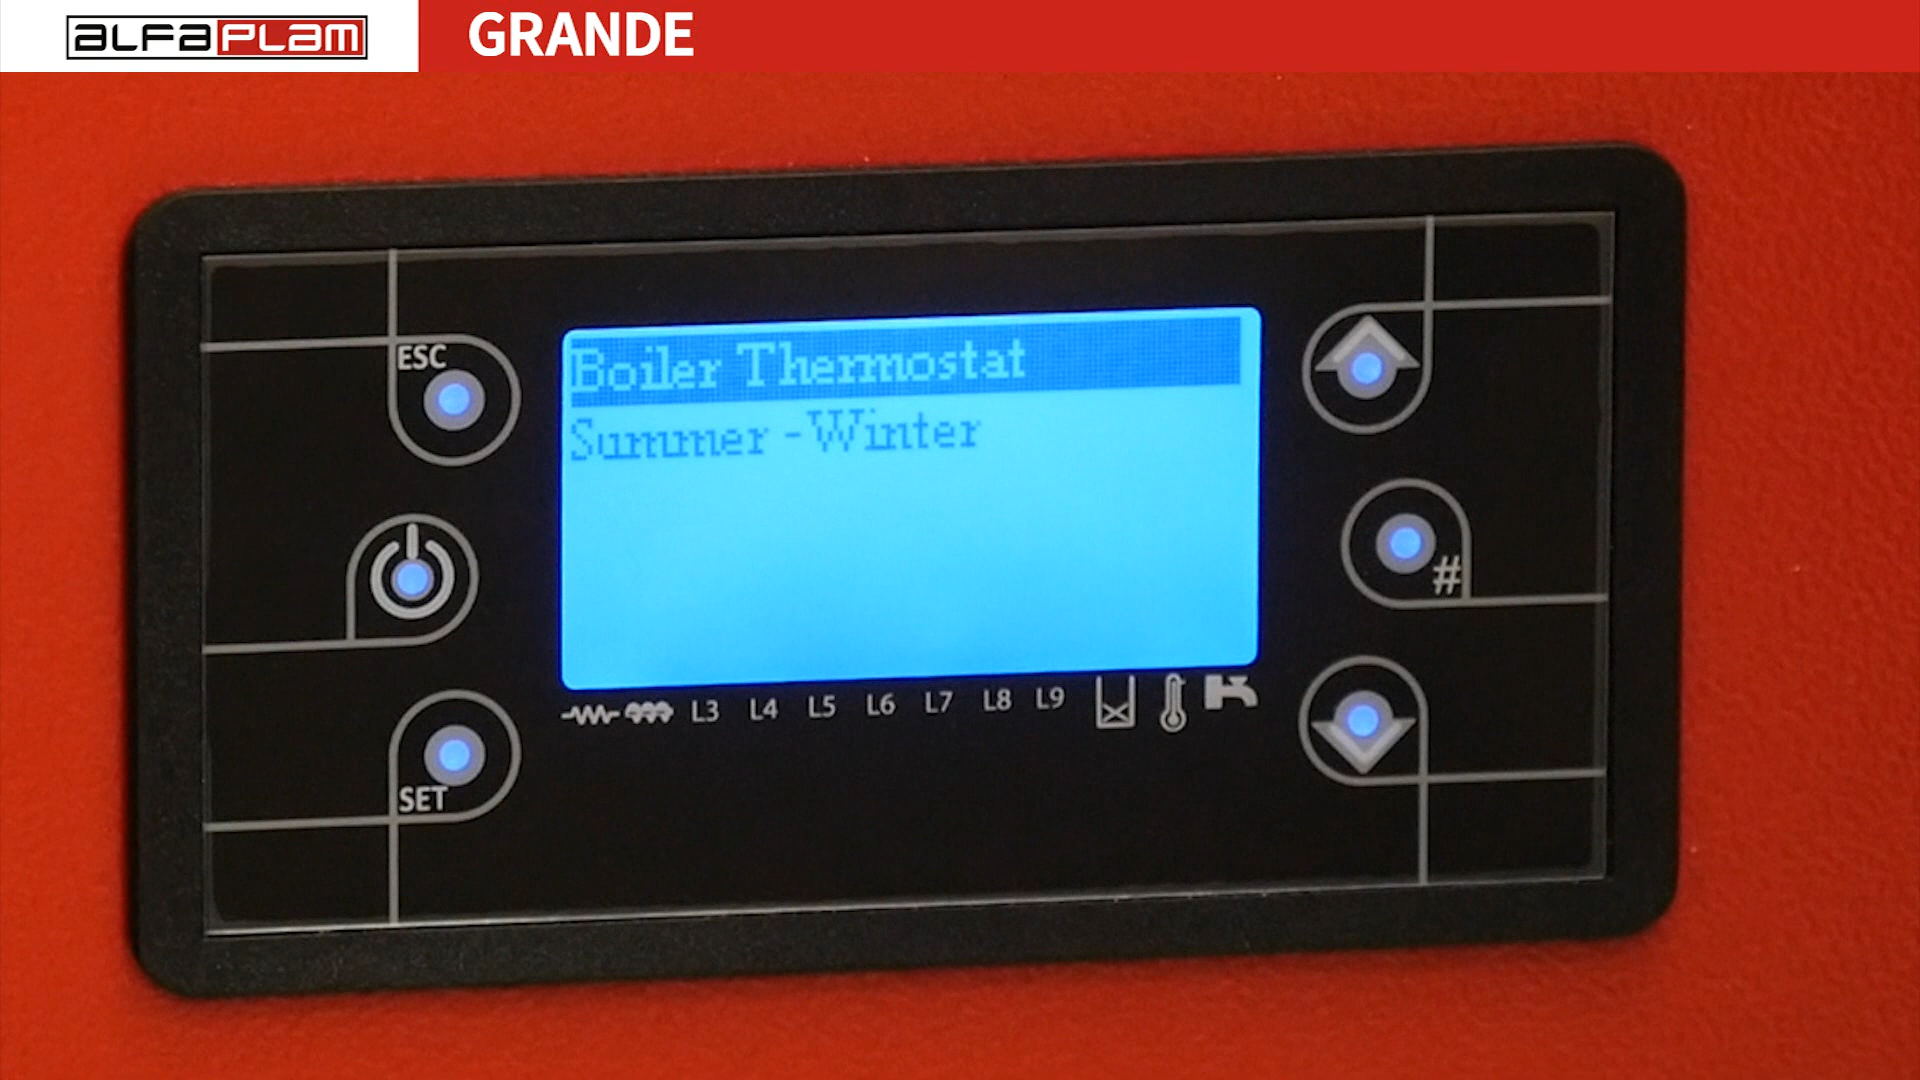 ALFAPLAM
GRANDE
Boiler Thermostat
Summer -Winter
ESC
#
SET
L3 L4 L5 L6 L7 L8 L9